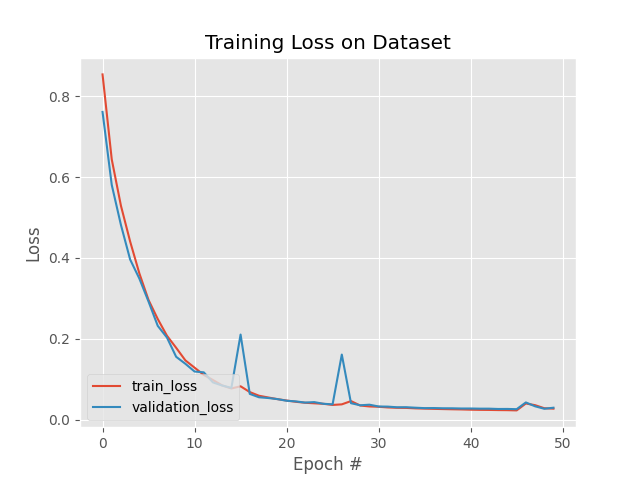 Training Loss on Dataset
0.8
0.6
0.4
0.2
0.0
Loss
train_loss
validation_loss
0 10 20 30 40 50
Epoch #